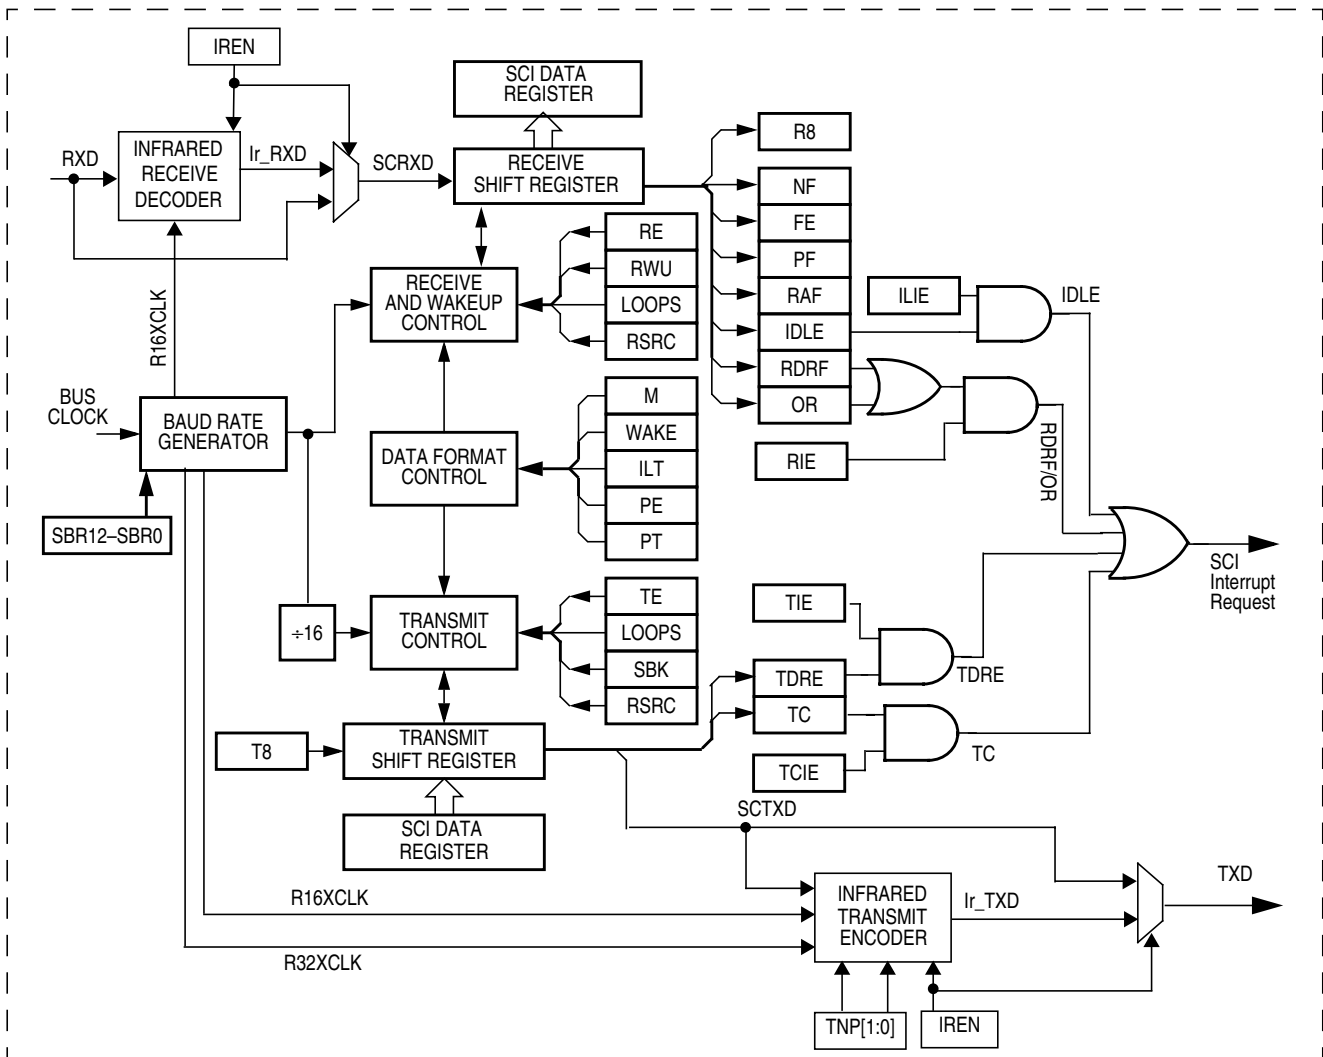 IREN
SCI DATA
REGISTER
R8
RXD
INFRARED
RECEIVE
DECODER
Ir_RXD
SCRXD
RECEIVE
SHIFT REGISTER
NF
FE
PF
RAF
IDLE
RDRF
OR
RE
RWU
LOOPS
RSRC
RECEIVE
AND WAKEUP
CONTROL
ILIE
IDLE
R16XCLK
BUS
CLOCK
BAUD RATE
GENERATOR
M
WAKE
ILT
PE
PT
DATA FORMAT
CONTROL
RIE
RDRF/OR
SBR12–SBR0
SCI
Interrupt
Request
÷16
TRANSMIT
CONTROL
TE
LOOPS
SBK
RSRC
TIE
TDRE
TDRE
TC
TC
TCIE
T8
TRANSMIT
SHIFT REGISTER
SCI DATA
REGISTER
SCTXD
R16XCLK
R32XCLK
INFRARED
TRANSMIT
ENCODER
Ir_TXD
TXD
TNP[1:0]
IREN